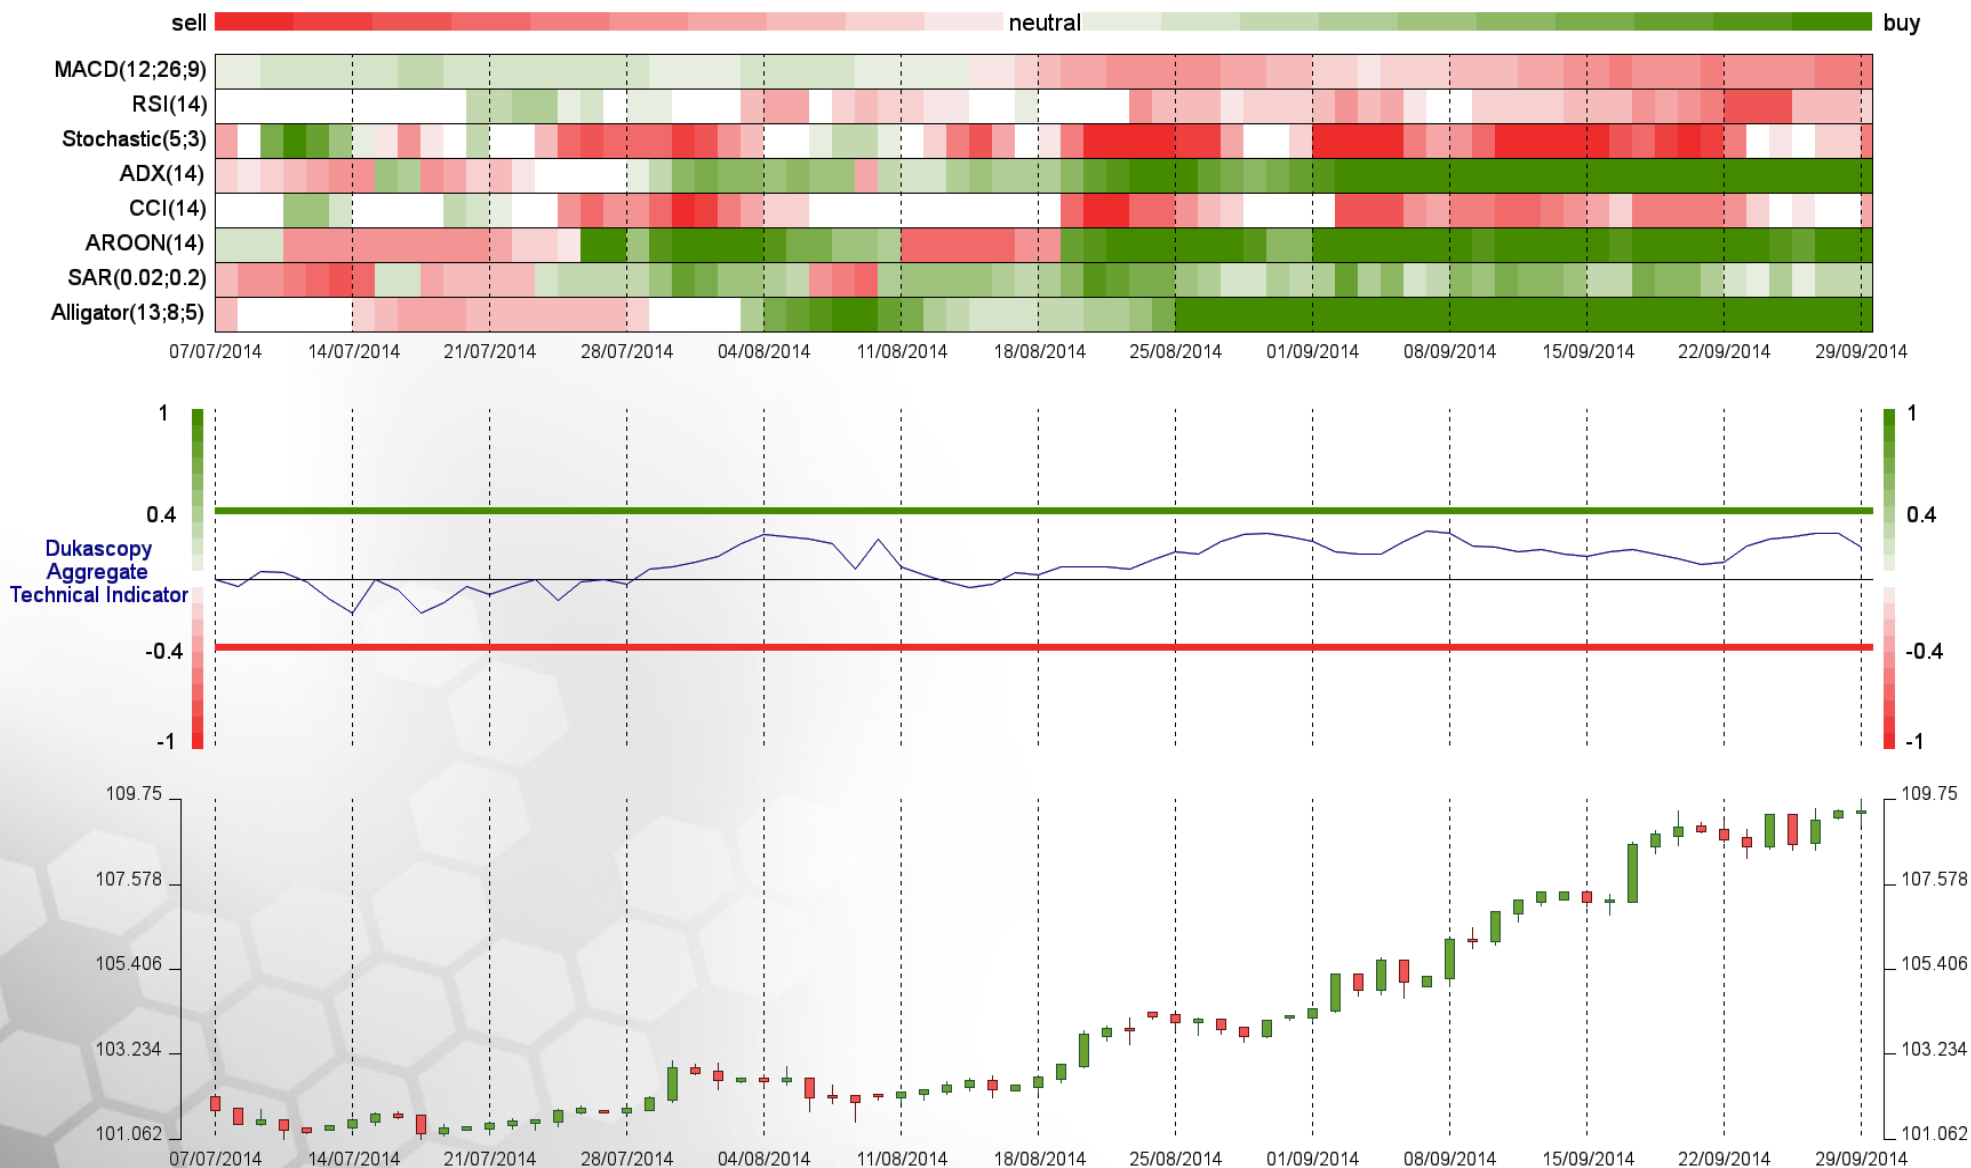 sell neutral buy
MACD(12;26;9)
RSI(14)
Stochastic(5;3)
ADX(14)
CCI(14)
AROON(14)
SAR(0.02;0.2)
Alligator(13;8;5)
07/07/2014 14/07/2014 21/07/2014 28/07/2014 04/08/2014 11/08/2014 18/08/2014 25/08/2014 01/09/2014 08/09/2014 15/09/2014 22/09/2014 29/09/2014
1 1
0.4 0.4
Dukascopy
Aggregate
Technical Indicator
-0.4 -0.4
-1 -1
109.75 109.75
107.578 107.578
105.406 105.406
103.234 103.234
101.062 101.062
07/07/2014 14/07/2014 21/07/2014 28/07/2014 04/08/2014 11/08/2014 18/08/2014 25/08/2014 01/09/2014 08/09/2014 15/09/2014 22/09/2014 29/09/2014